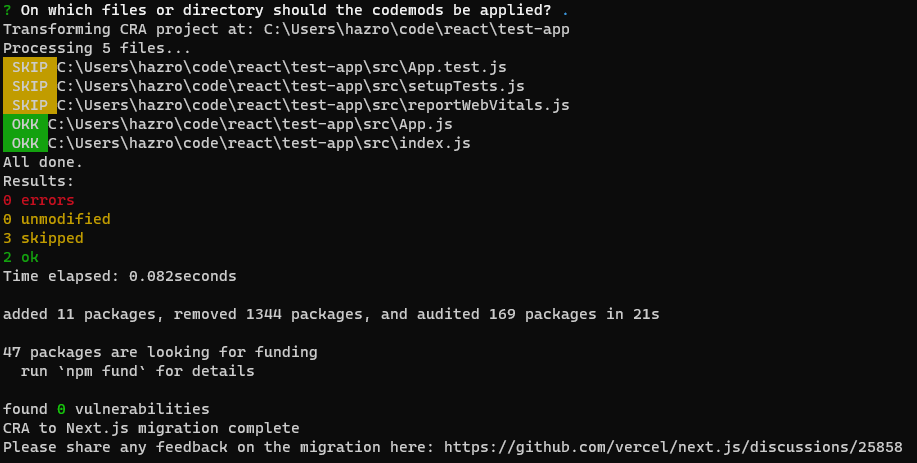 ? On which files or directory should the codemods be applied? .
Transforming CRA project at: C:\Users\hazro\code\react\test-app
Processing 5 files...
SKIP C:\Users\hazro\code\react\test-app\src\App.test.js
SKIP C:\Users\hazro\code\react\test-app\src\setupTests.js
SKIP C:\Users\hazro\code\react\test-app\src\reportWebVitals.js
OKK C:\Users\hazro\code\react\test-app\src\App.js
OKK C:\Users\hazro\code\react\test-app\src\index.js
All done.
Results:
0 errors
0 unmodified
3 skipped
2 ok
Time elapsed: 0.082seconds
added 11 packages, removed 1344 packages, and audited 169 packages in 21s
47 packages are looking for funding
run `npm fund` for details
found 0 vulnerabilities
CRA to Next.js migration complete
Please share any feedback on the migration here: https://github.com/vercel/next.js/discussions/25858